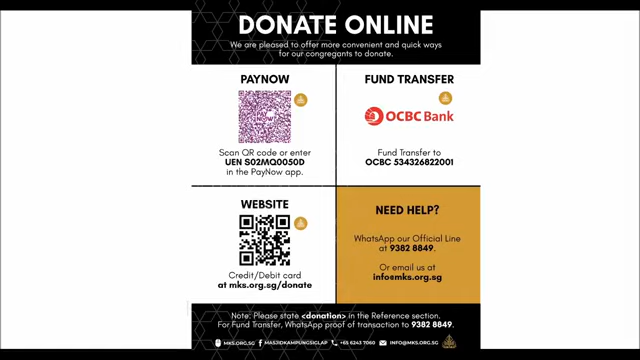 DONATE ONLINE
We are pleased to offer more convenient and quick ways
for our congregants to donate.
PAYNOW
PAY
NOW
Scan QR code or enter
UEN S02MQ0050D
in the PayNow app.
FUND TRANSFER
OCBC Bank
Fund Transfer to
OCBC 534326822001
WEBSITE
Credit/Debit card
at mks.org.sg/donate
NEED HELP?
WhatsApp our Official Line
at 9382 8849.
Or email us at
info@mks.org.sg
Note: Please state <donation> in the Reference section.
For Fund Transfer, WhatsApp proof of transaction to 9382 8849.
MKS.ORG.SG MASJIDKAMPUNGSIGLAP +65 6243 7060 INFO@MKS.ORG.SG